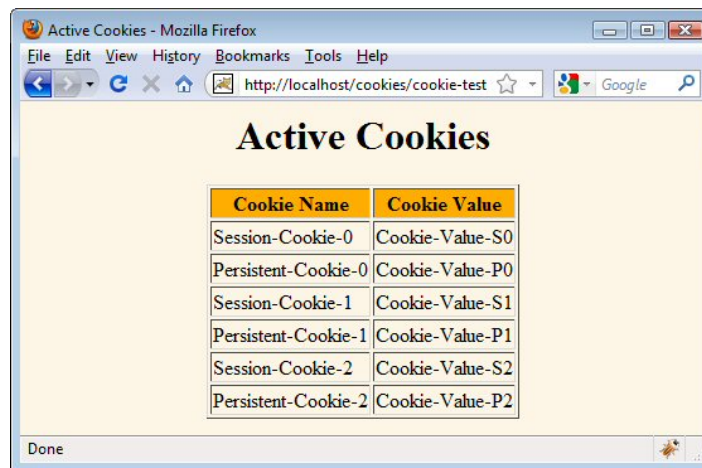 Active Cookies - Mozilla Firefox
File Edit View History Bookmarks Tools Help
http://localhost/cookies/cookie-test Google
Active Cookies
Cookie Name Cookie Value
Session-Cookie-0 Cookie-Value-S0
Persistent-Cookie-0 Cookie-Value-P0
Session-Cookie-1 Cookie-Value-S1
Persistent-Cookie-1 Cookie-Value-P1
Session-Cookie-2 Cookie-Value-S2
Persistent-Cookie-2 Cookie-Value-P2
Done